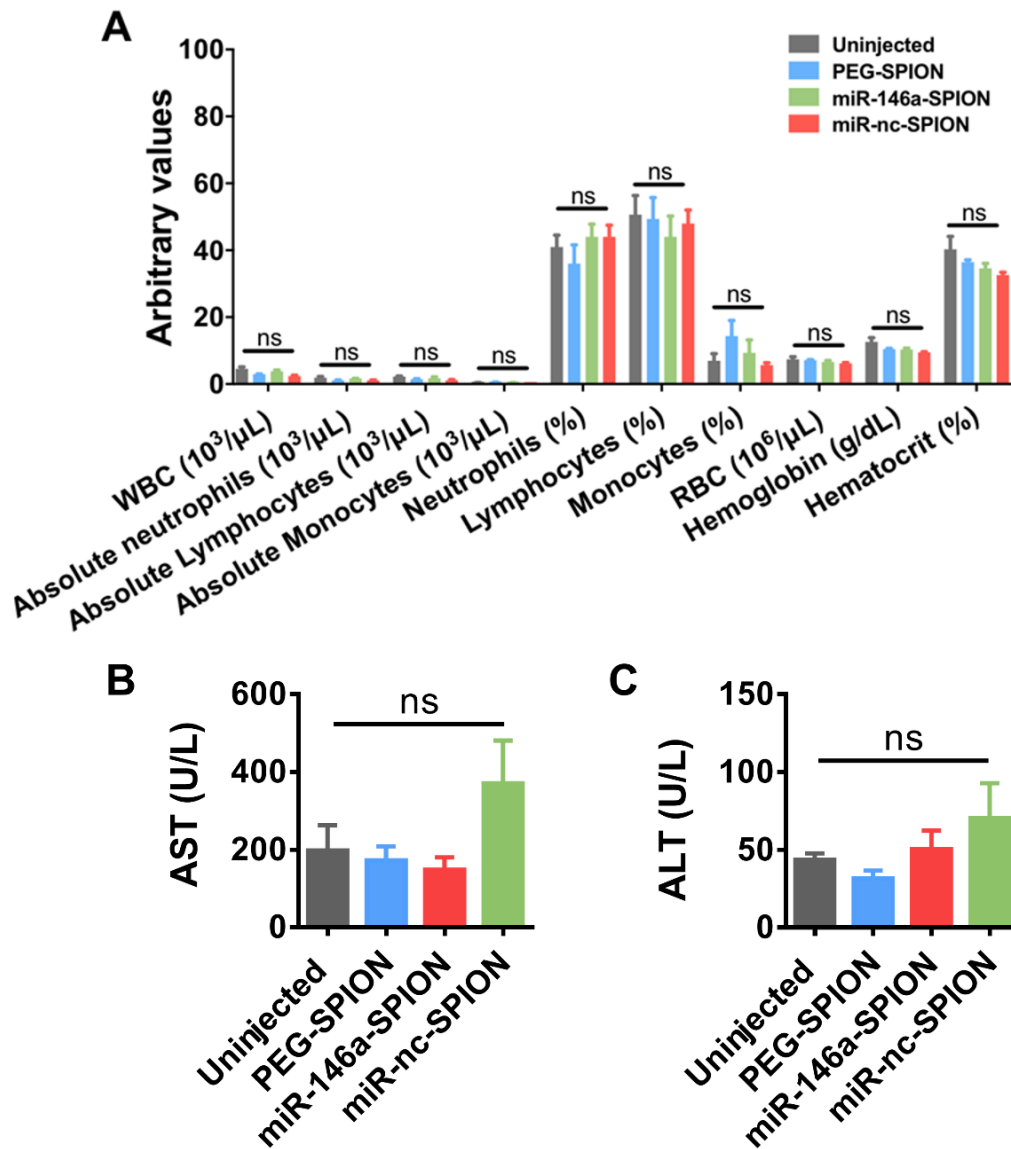 A
Arbitrary values
100
80
60
40
20
0
Uninjected
PEG-SPION
miR-146a-SPION
miR-nc-SPION
ns
ns
ns
ns
ns
ns
ns
ns
ns
ns
WBC (10³/µL)
Absolute neutrophils (10³/µL)
Absolute Lymphocytes (10³/µL)
Absolute Monocytes (10³/µL)
Neutrophils (%)
Lymphocytes (%)
Monocytes (%)
RBC (10⁶/µL)
Hemoglobin (g/dL)
Hematocrit (%)
B
AST (U/L)
600
400
200
0
ns
Uninjected
PEG-SPION
miR-146a-SPION
miR-nc-SPION
C
ALT (U/L)
150
100
50
0
ns
Uninjected
PEG-SPION
miR-146a-SPION
miR-nc-SPION